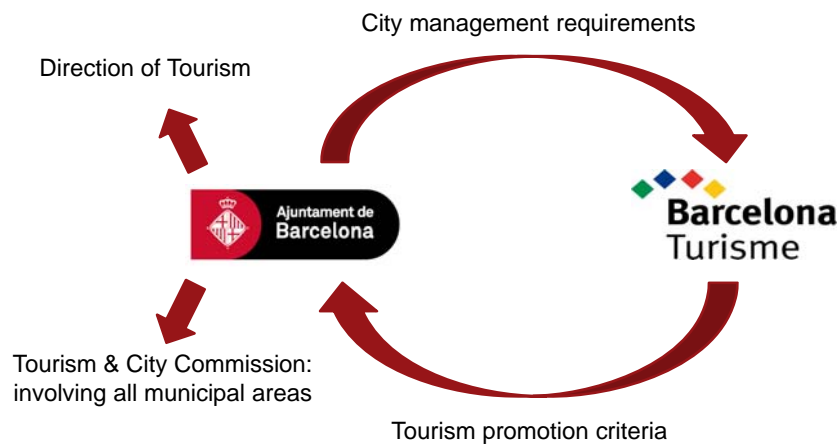 City management requirements
Direction of Tourism
Ajuntament de
Barcelona
Barcelona
Turisme
Tourism & City Commission:
involving all municipal areas
Tourism promotion criteria